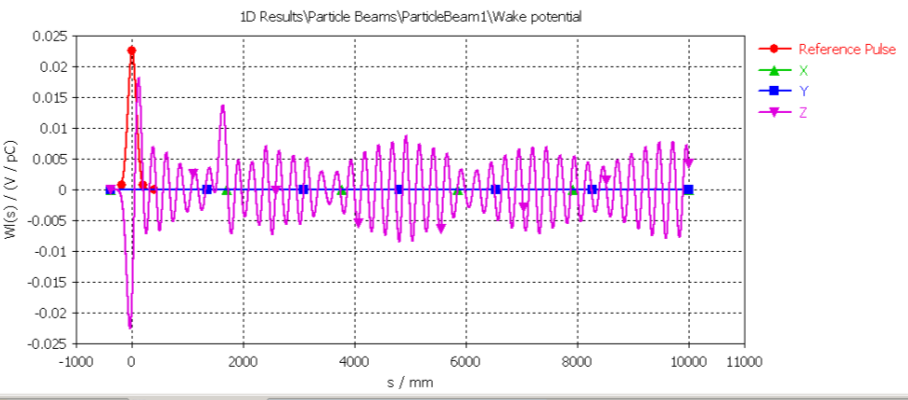 1D Results\Particle Beams\ParticleBeam1\Wake potential
W(s) / (V / pC)
0.025
0.02
0.015
0.01
0.005
0
-0.005
-0.01
-0.015
-0.02
-0.025
-1000 0 2000 4000 6000 8000 10000 11000
s / mm
Reference Pulse
X
Y
Z